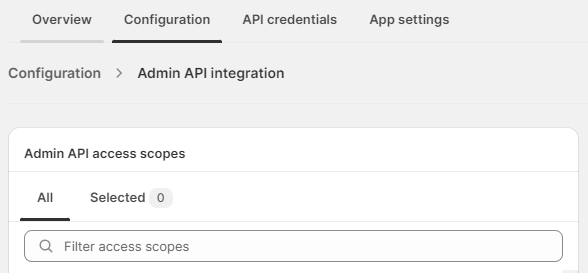 Overview Configuration API credentials App settings
Configuration > Admin API integration
Admin API access scopes
All Selected 0
Filter access scopes